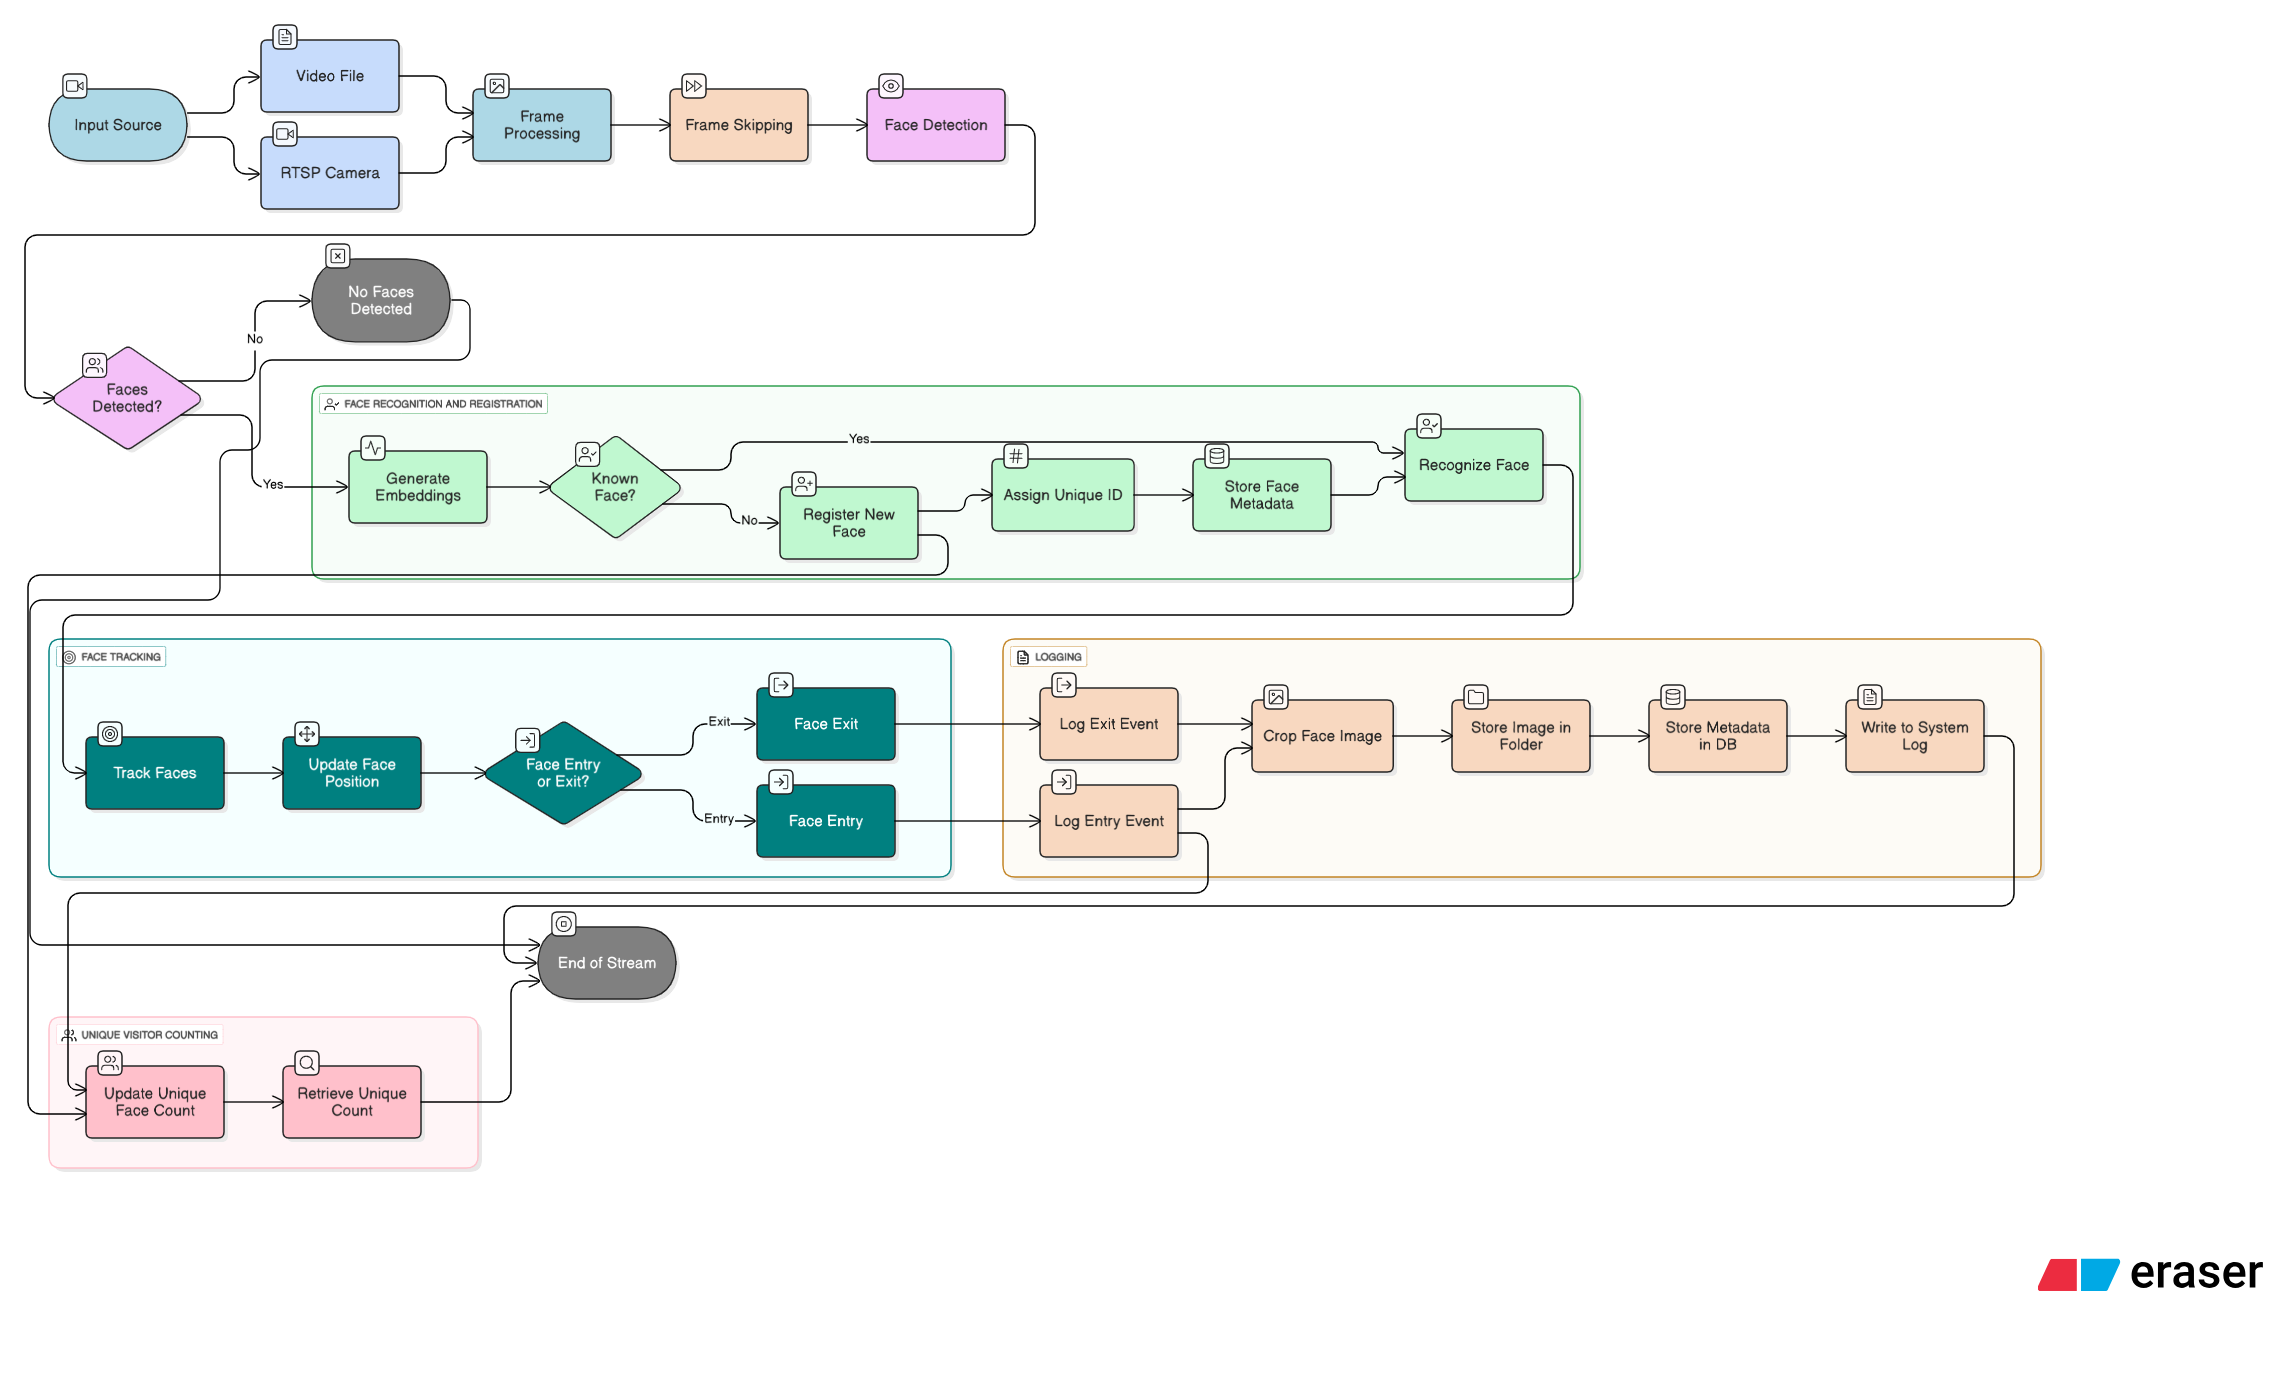 Video File
Input Source
RTSP Camera
Frame
Processing
Frame Skipping
Face Detection
No Faces
Detected
No
Faces
Detected?
Yes
FACE RECOGNITION AND REGISTRATION
Generate
Embeddings
Known
Face?
Yes
No
Register New
Face
Assign Unique ID
Store Face
Metadata
Recognize Face
FACE TRACKING
Track Faces
Update Face
Position
Face Entry
or Exit?
Exit
Face Exit
Entry
Face Entry
LOGGING
Log Exit Event
Log Entry Event
Crop Face Image
Store Image in
Folder
Store Metadata
in DB
Write to System
Log
End of Stream
UNIQUE VISITOR COUNTING
Update Unique
Face Count
Retrieve Unique
Count
eraser